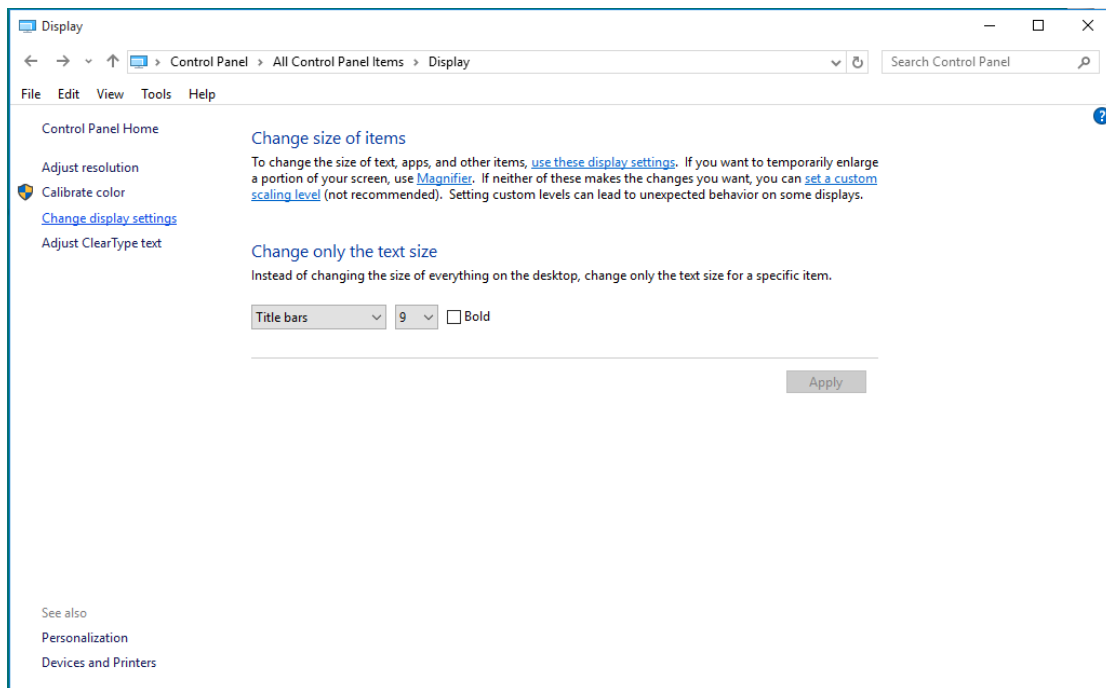 Display
Control Panel > All Control Panel Items > Display
Search Control Panel
File Edit View Tools Help
Control Panel Home
Adjust resolution
Calibrate color
Change display settings
Adjust ClearType text
Change size of items
To change the size of text, apps, and other items, use these display settings. If you want to temporarily enlarge
a portion of your screen, use Magnifier. If neither of these makes the changes you want, you can set a custom
scaling level (not recommended). Setting custom levels can lead to unexpected behavior on some displays.
Change only the text size
Instead of changing the size of everything on the desktop, change only the text size for a specific item.
Title bars 9 Bold
Apply
See also
Personalization
Devices and Printers